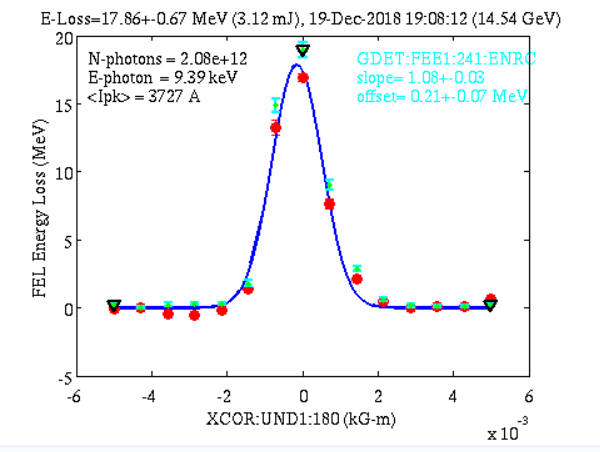 E-Loss=17.86+-0.67 MeV (3.12 mJ), 19-Dec-2018 19:08:12 (14.54 GeV)
20
N-photons = 2.08e+12
GDET:FEE1:241:ENRC
E-photon = 9.39 keV
slope= 1.08+-0.03
<Ipk> = 3727 A
offset= 0.21+-0.07 MeV
15
10
5
0
-5
FEL Energy Loss (MeV)
-6 -4 -2 0 2 4 6
XCOR:UND1:180 (kG-m)
x 10-3